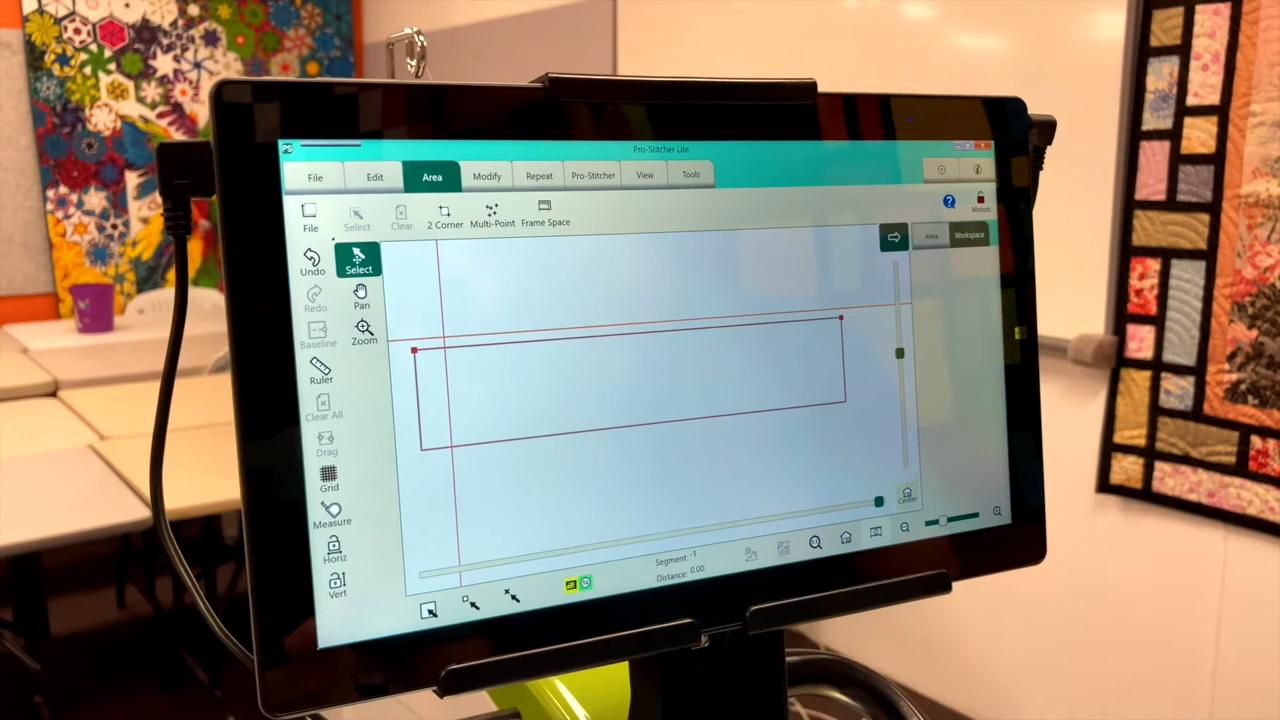 PS
Pro-Stitcher Lite
File Edit Area Modify Repeat Pro-Stitcher View Tools
File Select Clear 2 Corner Multi-Point Frame Space
Motors
Undo Select
Area Workspace
Redo Pan
Baseline Zoom
Ruler
Clear All
Drag
Grid
Measure
Center
Horiz
Vert
Segment: -1
Distance: 0.00